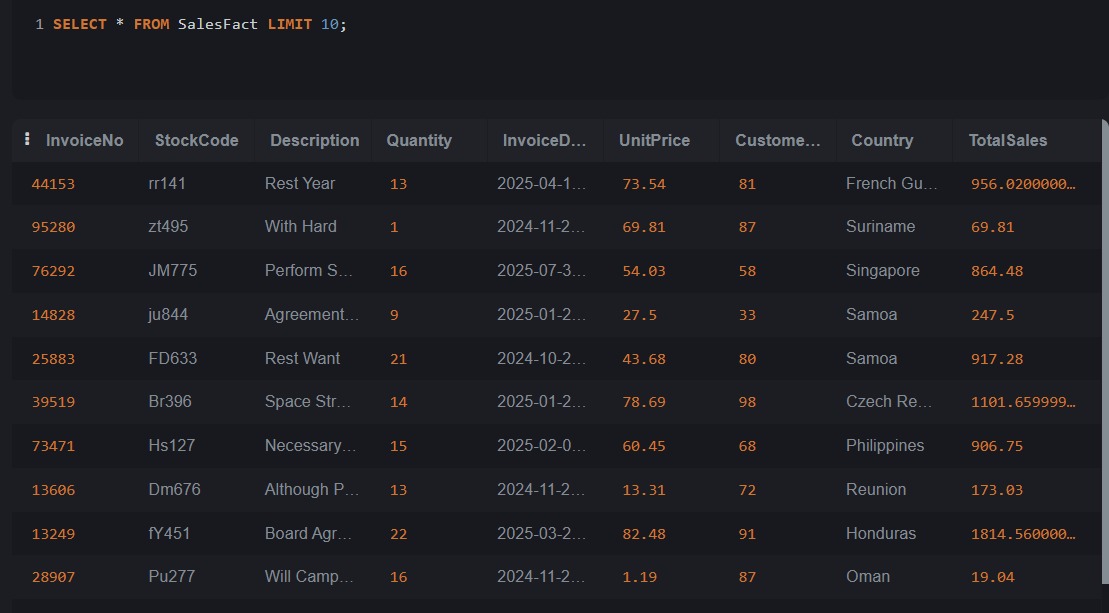 1 SELECT * FROM SalesFact LIMIT 10;
InvoiceNo StockCode Description Quantity InvoiceD... UnitPrice Custome... Country TotalSales
44153 rr141 Rest Year 13 2025-04-1... 73.54 81 French Gu... 956.0200000...
95280 zt495 With Hard 1 2024-11-2... 69.81 87 Suriname 69.81
76292 JM775 Perform S... 16 2025-07-3... 54.03 58 Singapore 864.48
14828 ju844 Agreement... 9 2025-01-2... 27.5 33 Samoa 247.5
25883 FD633 Rest Want 21 2024-10-2... 43.68 80 Samoa 917.28
39519 Br396 Space Str... 14 2025-01-2... 78.69 98 Czech Re... 1101.659999...
73471 Hs127 Necessary... 15 2025-02-0... 60.45 68 Philippines 906.75
13606 Dm676 Although P... 13 2024-11-2... 13.31 72 Reunion 173.03
13249 fY451 Board Agr... 22 2025-03-2... 82.48 91 Honduras 1814.560000...
28907 Pu277 Will Camp... 16 2024-11-2... 1.19 87 Oman 19.04